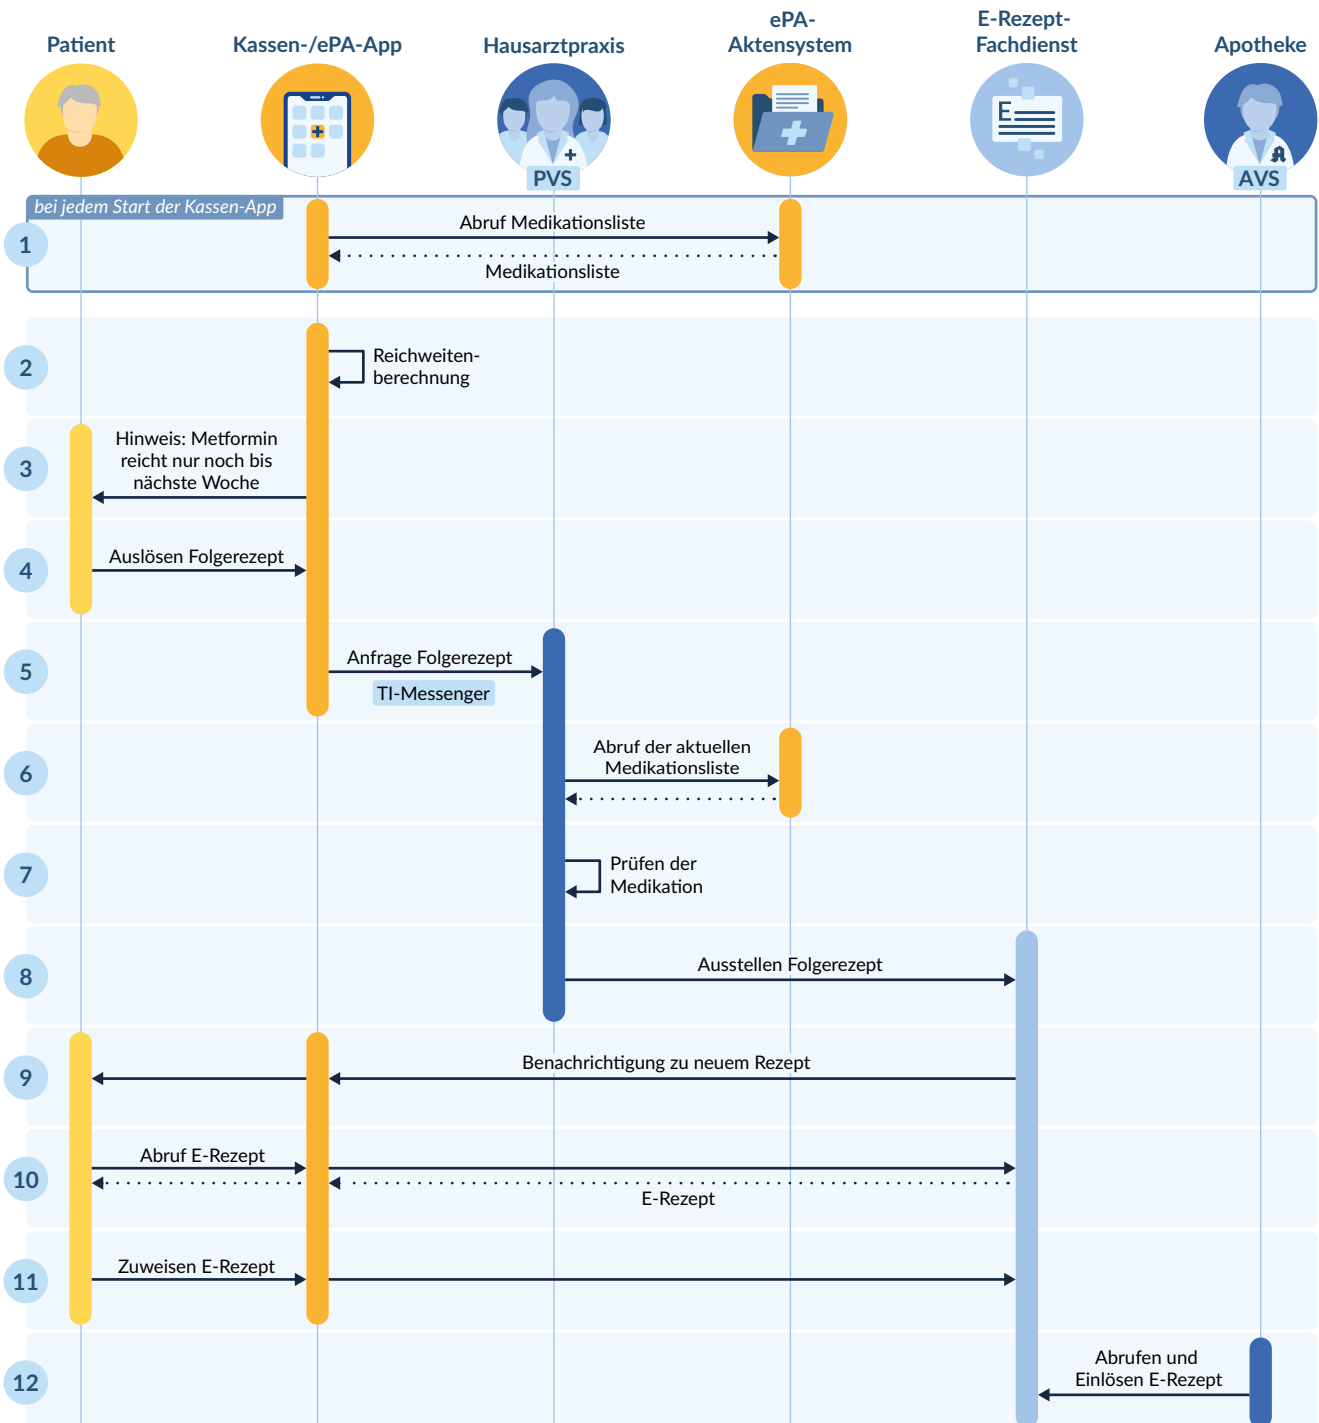 Patient
Kassen-/ePA-App
Hausarztpraxis
ePA-
Aktensystem
E-Rezept-
Fachdienst
Apotheke
E
PVS
AVS
bei jedem Start der Kassen-App
1
Abruf Medikationsliste
Medikationsliste
2
Reichweiten-
berechnung
3
Hinweis: Metformin
reicht nur noch bis
nächste Woche
4
Auslösen Folgerezept
5
Anfrage Folgerezept
TI-Messenger
6
Abruf der aktuellen
Medikationsliste
7
Prüfen der
Medikation
8
Ausstellen Folgerezept
9
Benachrichtigung zu neuem Rezept
10
Abruf E-Rezept
E-Rezept
11
Zuweisen E-Rezept
12
Abrufen und
Einlösen E-Rezept